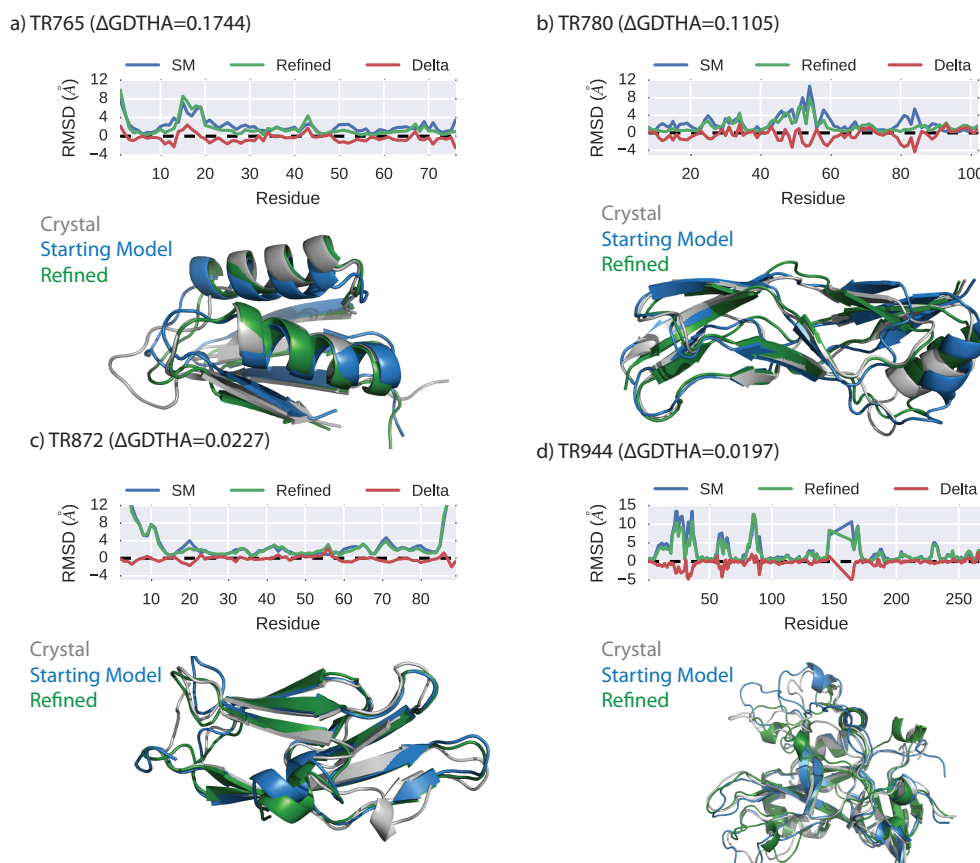 a) TR765 (ΔGDTHA=0.1744)
SM Refined Delta
RMSD (Å)
12
8
4
0
−4
10 20 30 40 50 60 70
Residue
Crystal
Starting Model
Refined
b) TR780 (ΔGDTHA=0.1105)
SM Refined Delta
RMSD (Å)
12
8
4
0
−4
20 40 60 80 100
Residue
Crystal
Starting Model
Refined
c) TR872 (ΔGDTHA=0.0227)
SM Refined Delta
RMSD (Å)
12
8
4
0
−4
10 20 30 40 50 60 70 80
Residue
Crystal
Starting Model
Refined
d) TR944 (ΔGDTHA=0.0197)
SM Refined Delta
RMSD (Å)
15
10
5
0
−5
50 100 150 200 250
Residue
Crystal
Starting Model
Refined